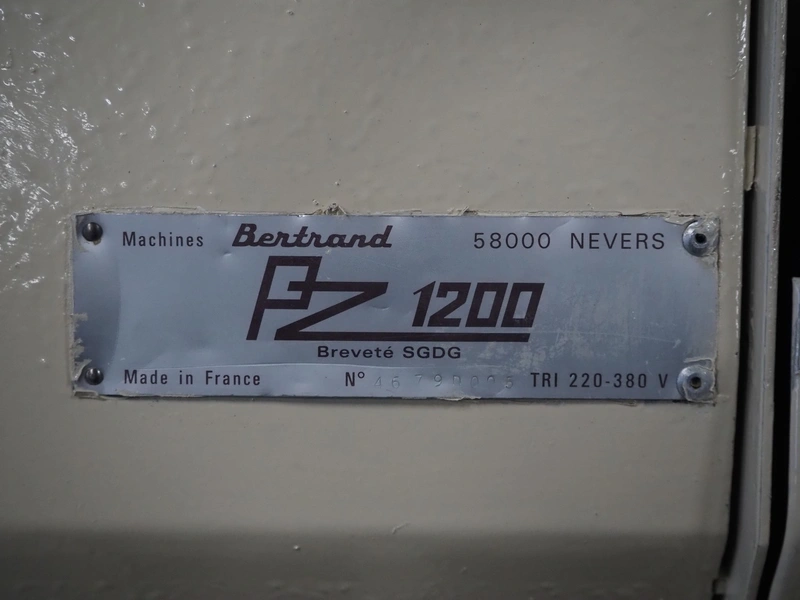 Machines Bertrand 58000 NEVERS
PZ 1200
Breveté SGDG
Made in France N° TRI 220-380 V